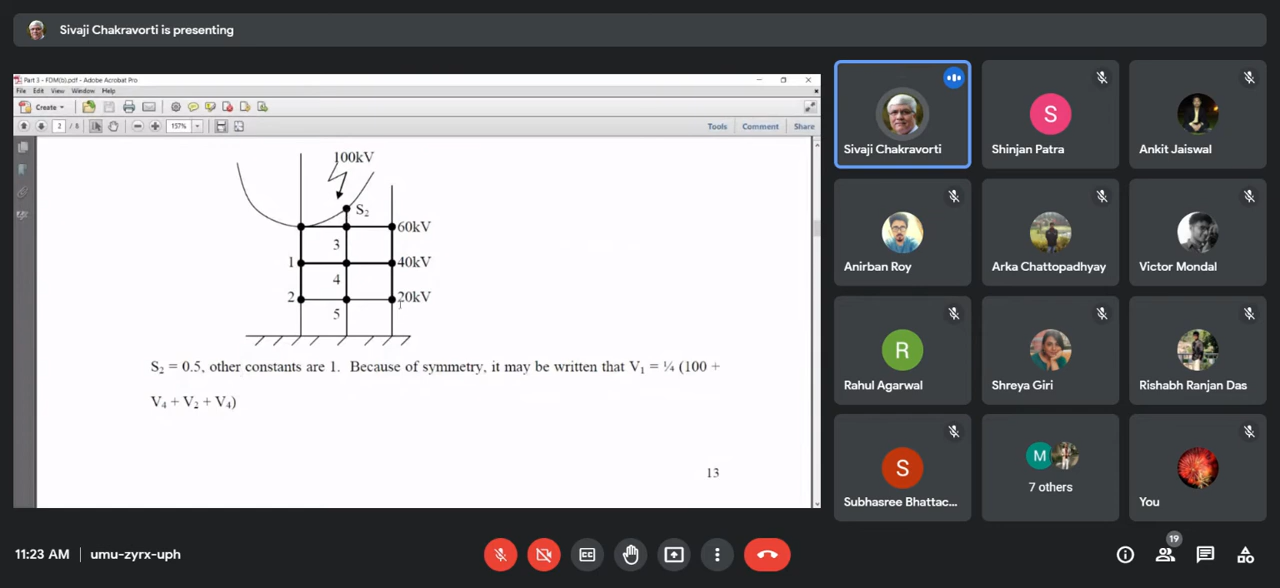 Sivaji Chakravorti is presenting
Part 3 - FDM(b).pdf - Adobe Acrobat Pro
File Edit View Window Help
Create
2 / 8 157% Tools Comment Share
100kV
S₂
60kV
3
1 40kV
4
2 20kV
5
S₂ = 0.5, other constants are 1. Because of symmetry, it may be written that V₁ = ¼ (100 +
V₄ + V₂ + V₄)
13
Sivaji Chakravorti
S
Shinjan Patra
Ankit Jaiswal
Anirban Roy
Arka Chattopadhyay
Victor Mondal
R
Rahul Agarwal
Shreya Giri
Rishabh Ranjan Das
S
Subhasree Bhattac...
M
7 others
You
11:23 AM | umu-zyrx-uph
CC
19